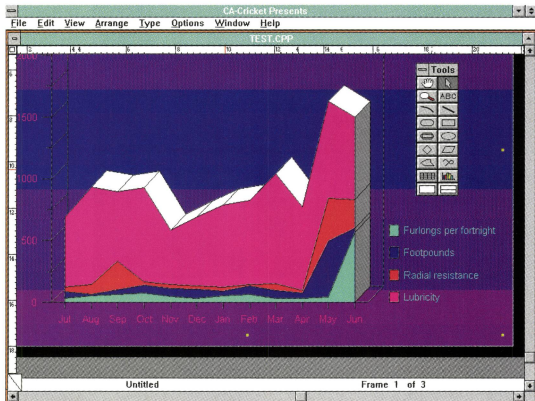 CA-Cricket Presents
File Edit View Arrange Type Options Window Help
TEST.CPP
Tools
ABC
1500
1000
500
0
Furlongs per fortnight
Footpounds
Radial resistance
Lubricity
Jul Aug Sep Oct Nov Dec Jan Feb Mar Apr May Jun
Untitled Frame 1 of 3